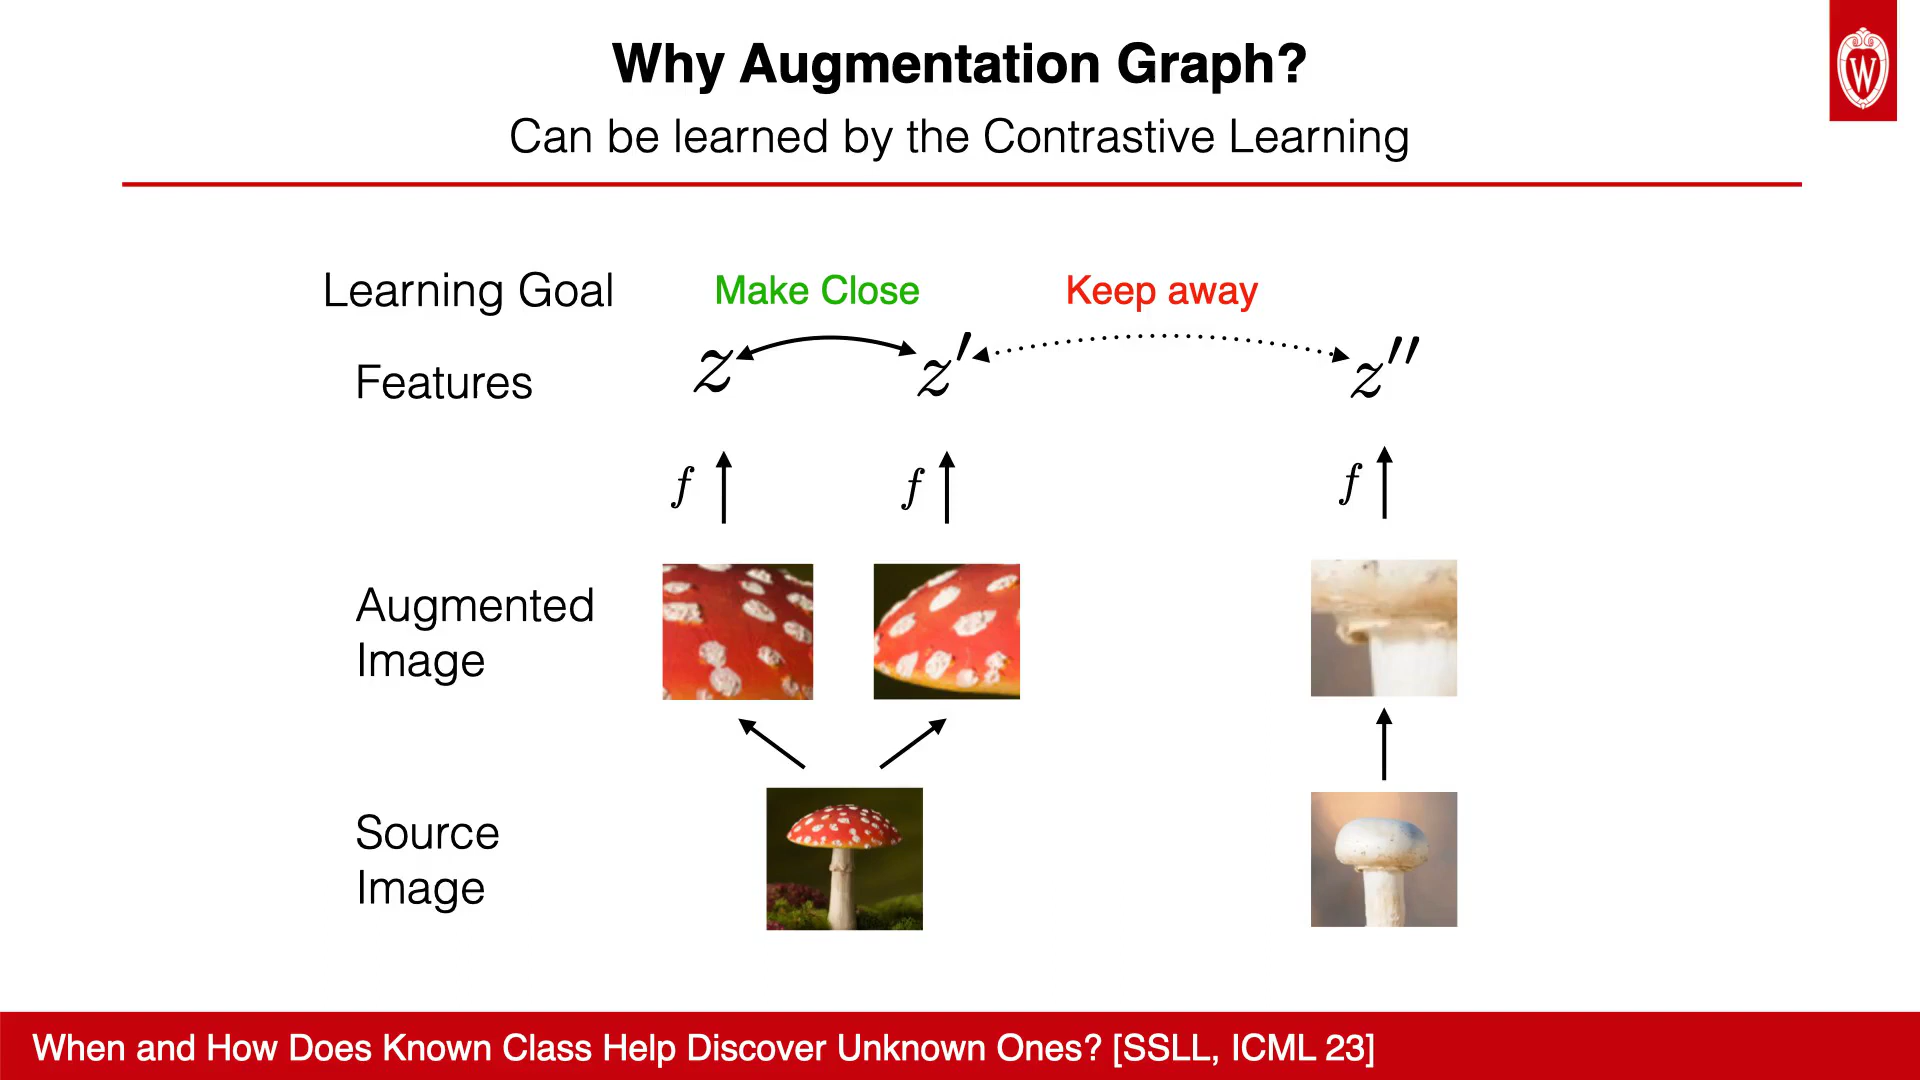 Why Augmentation Graph?
Can be learned by the Contrastive Learning
W
Learning Goal
Make Close
Keep away
Features
z
z′
z′′
f
f
f
Augmented
Image
Source
Image
When and How Does Known Class Help Discover Unknown Ones? [SSLL, ICML 23]